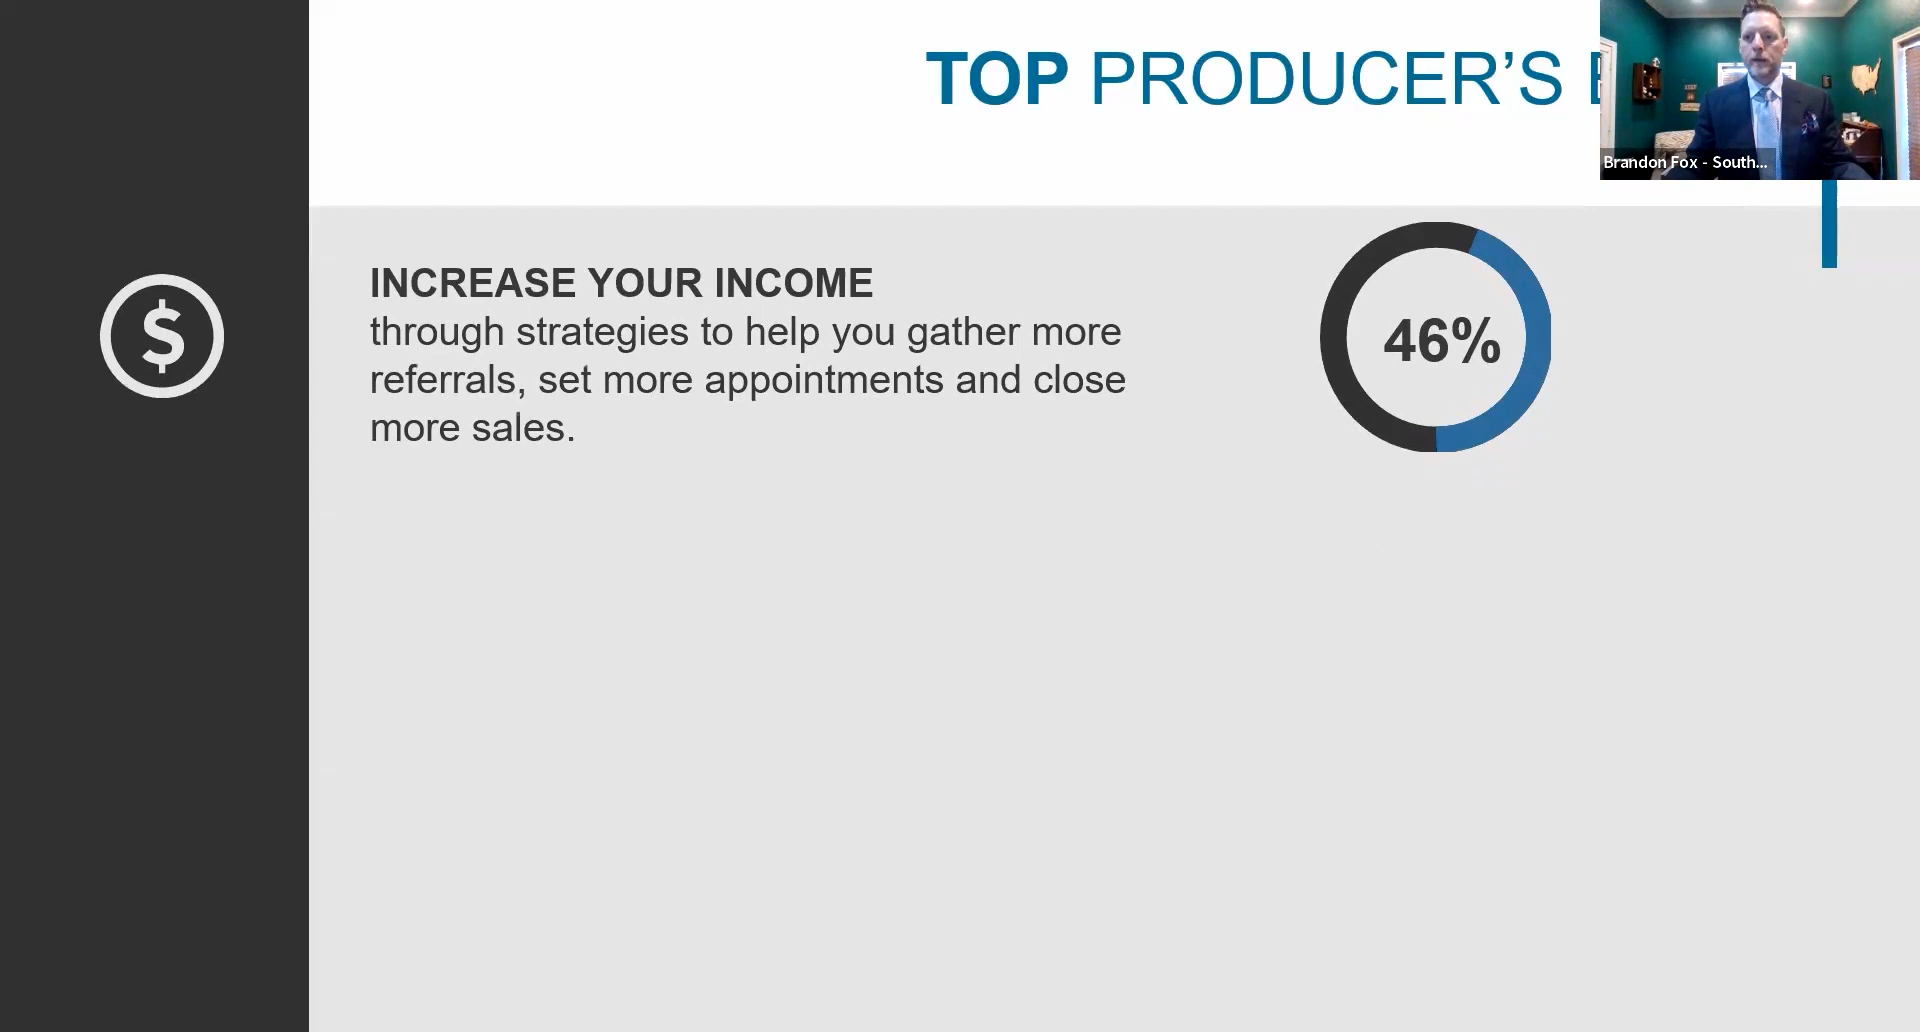 TOP PRODUCER’S
Brandon Fox - South...
$
INCREASE YOUR INCOME
through strategies to help you gather more
referrals, set more appointments and close
more sales.
46%